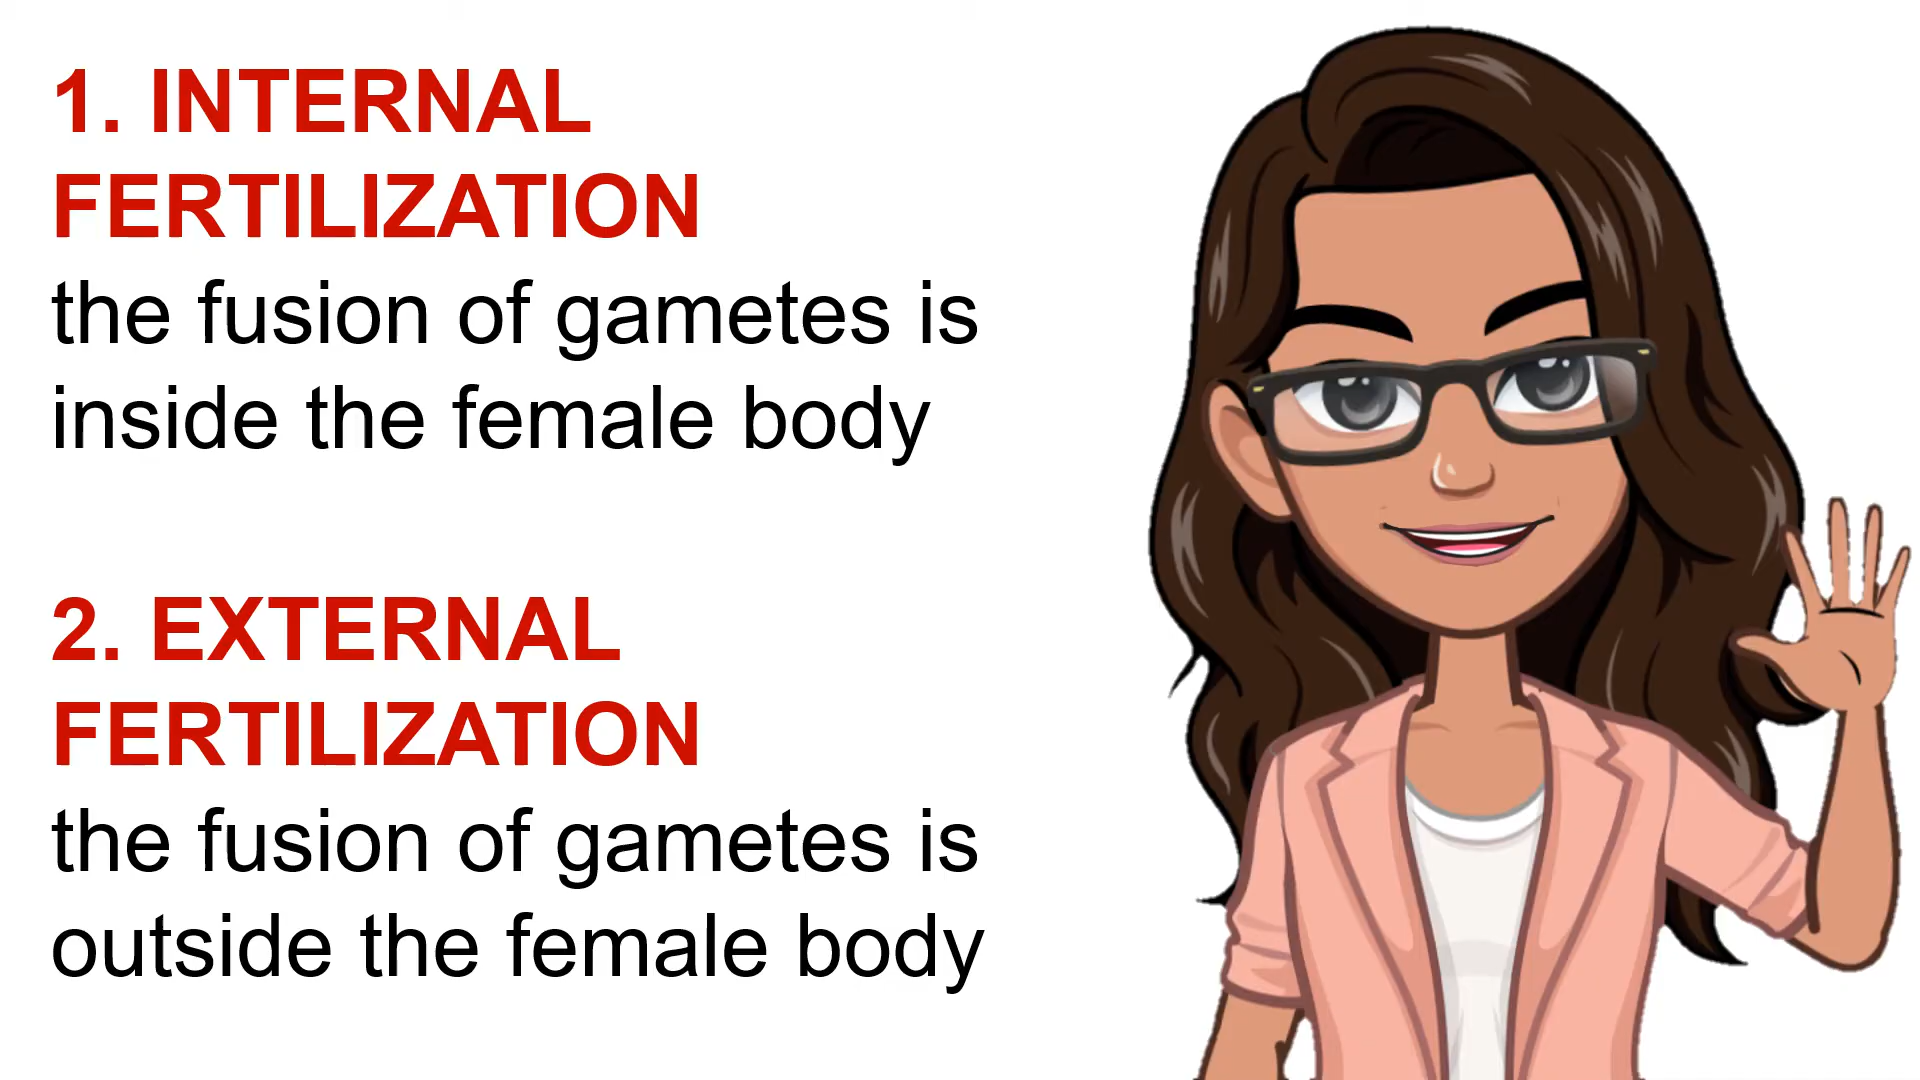 1. INTERNAL
FERTILIZATION
the fusion of gametes is
inside the female body
2. EXTERNAL
FERTILIZATION
the fusion of gametes is
outside the female body